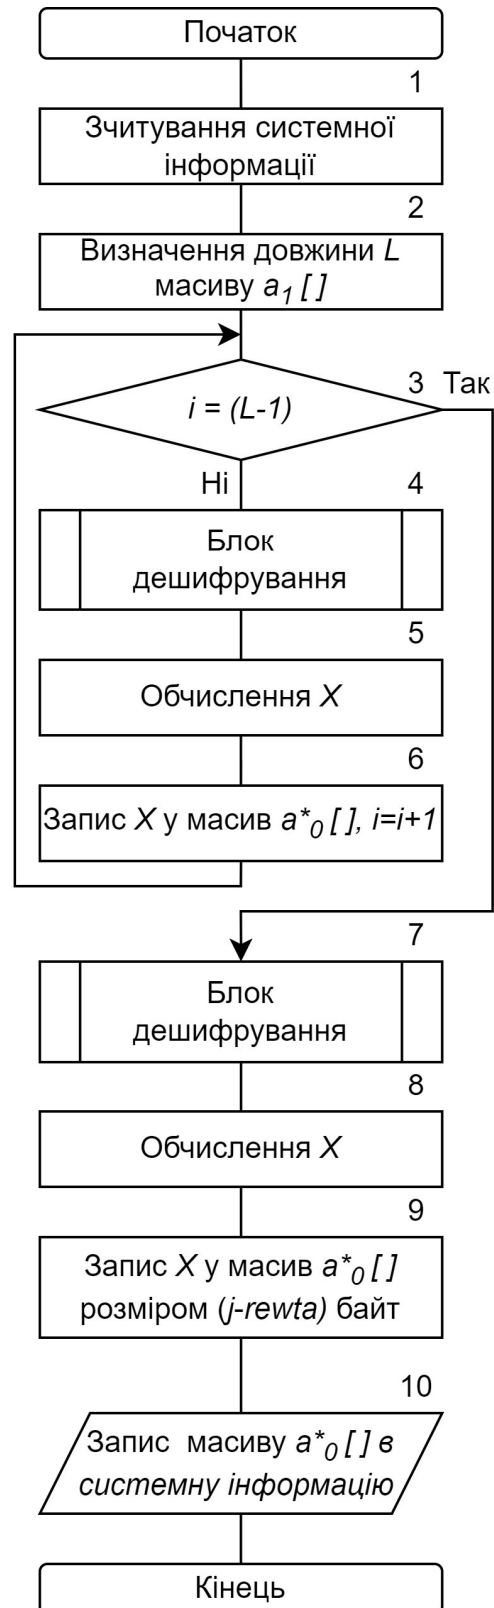 Початок
1
Зчитування системної
інформації
2
Визначення довжини L
масиву a1 [ ]
3 Так
i = (L-1)
Ні 4
Блок
дешифрування
5
Обчислення X
6
Запис X у масив a*0 [ ], i=i+1
7
Блок
дешифрування
8
Обчислення X
9
Запис X у масив a*0 [ ]
розміром (j-rewta) байт
10
Запис масиву a*0 [ ] в
системну інформацію
Кінець